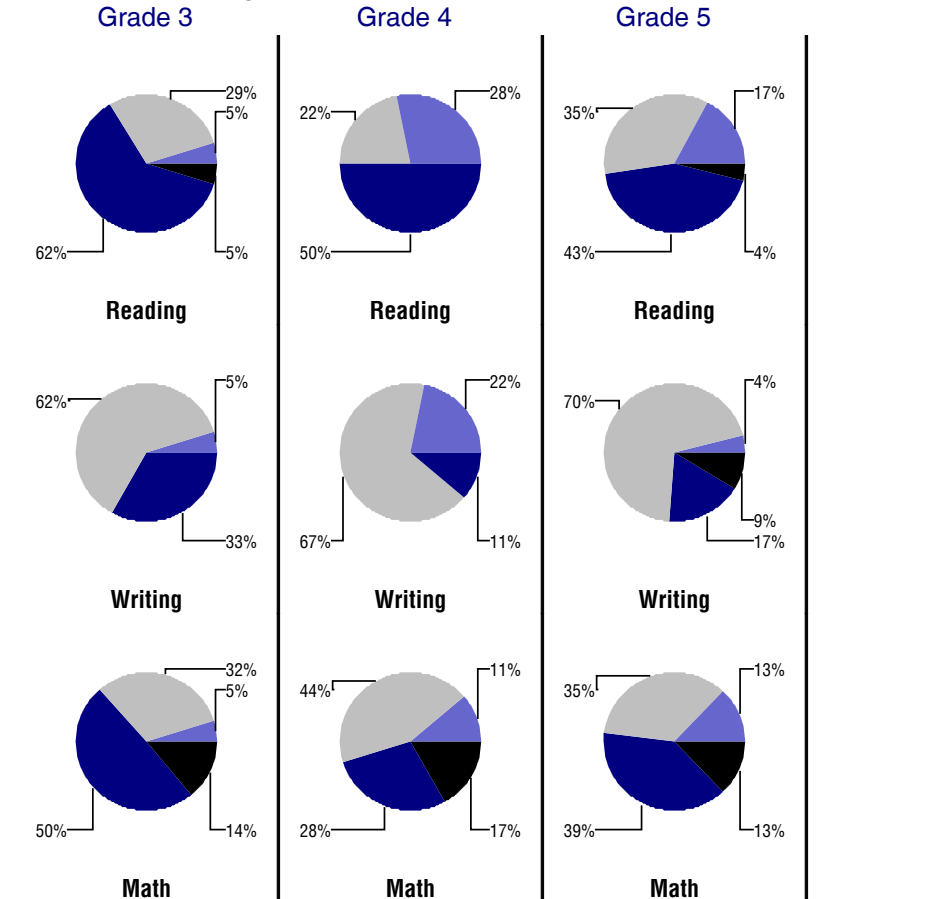 Grade 3 Grade 4 Grade 5
29% 28% 17%
5% 22% 35%
62% 5% 50% 43% 4%
Reading Reading Reading
5% 22% 4%
62% 70%
9%
33% 67% 11% 17%
Writing Writing Writing
32% 11% 13%
5% 44% 35%
50% 14% 28% 17% 39% 13%
Math Math Math